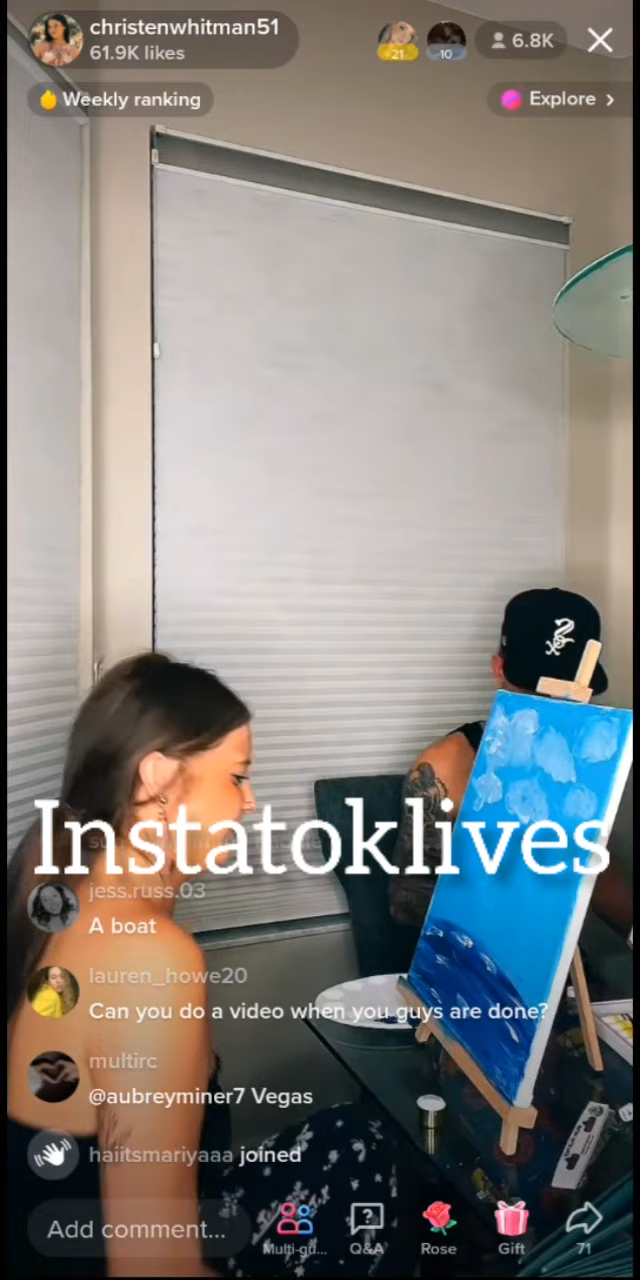 christenwhitman51
61.9K likes
21
10
6.8K
Weekly ranking
Explore >
Instatoklives
jess.russ.03
A boat
lauren_howe20
Can you do a video when you guys are done?
multirc
@aubreyminer7 Vegas
haiitsmariyaaa joined
Add comment...
Multi-gu...
Q&A
Rose
Gift
71